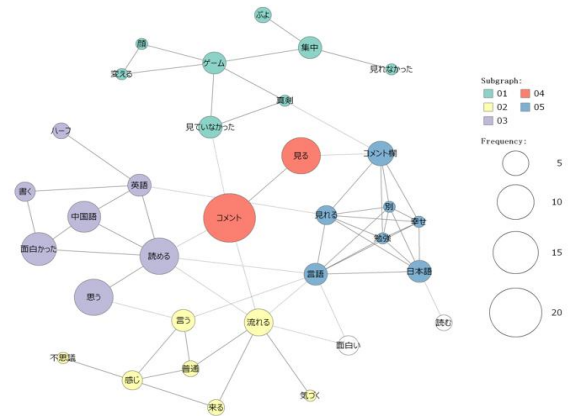 ぷよ
顔
集中
ゲーム
変える
見れなかった
真剣
見ていなかった
ハーフ
見る
コメント欄
英語
書く
中国語
コメント
見れる
別
幸せ
勉強
面白かった
読める
言語
日本語
思う
言う
流れる
読む
面白い
不思議
普通
感じ
気づく
来る
Subgraph:
01 04
02 05
03
Frequency:
5
10
15
20